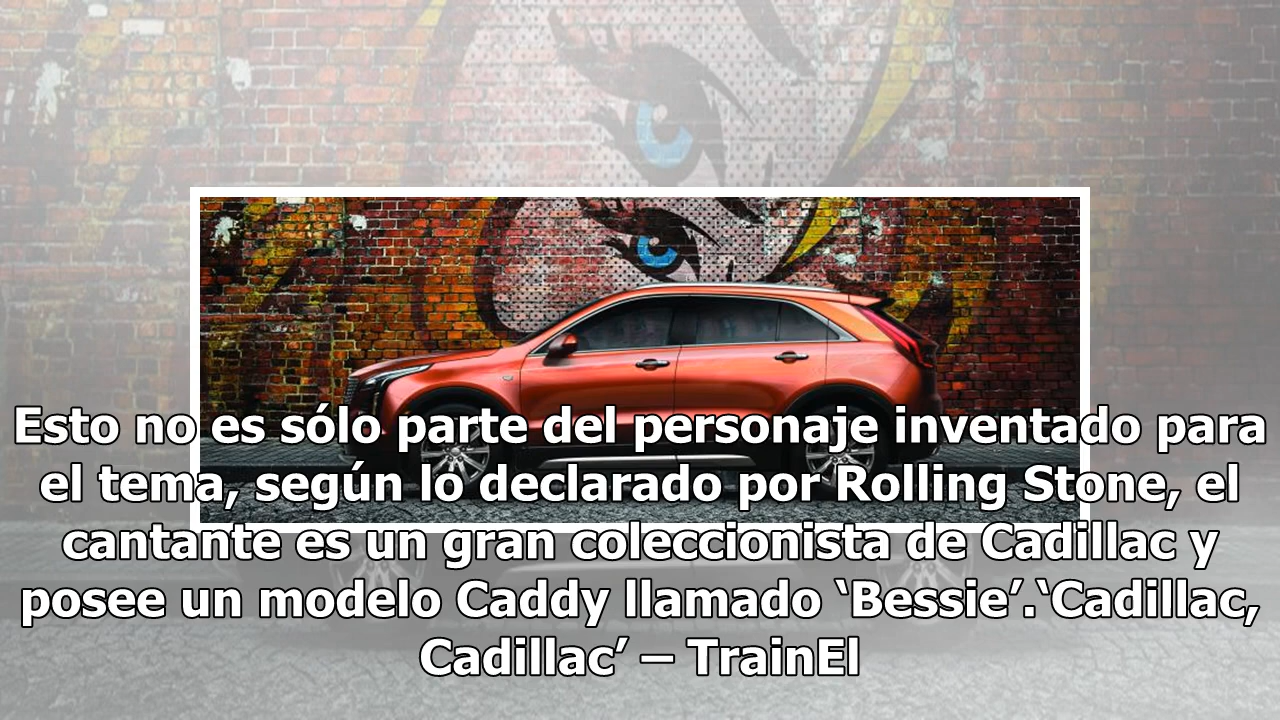 Esto no es sólo parte del personaje inventado para
el tema, según lo declarado por Rolling Stone, el
cantante es un gran coleccionista de Cadillac y
posee un modelo Caddy llamado ‘Bessie’.‘Cadillac,
Cadillac’ – TrainEl